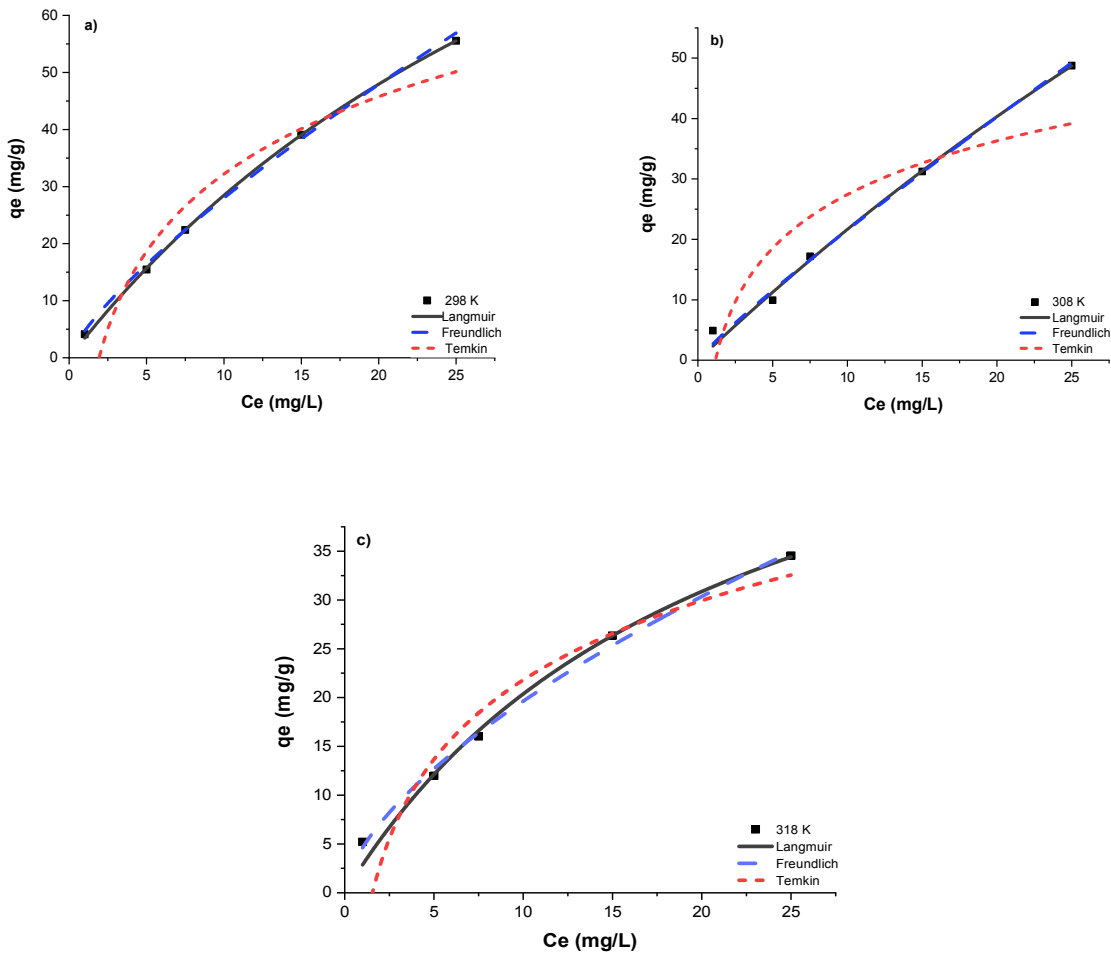 a)
60
50
40
30
20
10
0
qe (mg/g)
0 5 10 15 20 25
Ce (mg/L)
298 K
Langmuir
Freundlich
Temkin
b)
50
40
30
20
10
0
qe (mg/g)
0 5 10 15 20 25
Ce (mg/L)
308 K
Langmuir
Freundlich
Temkin
c)
35
30
25
20
15
10
5
0
qe (mg/g)
0 5 10 15 20 25
Ce (mg/L)
318 K
Langmuir
Freundlich
Temkin